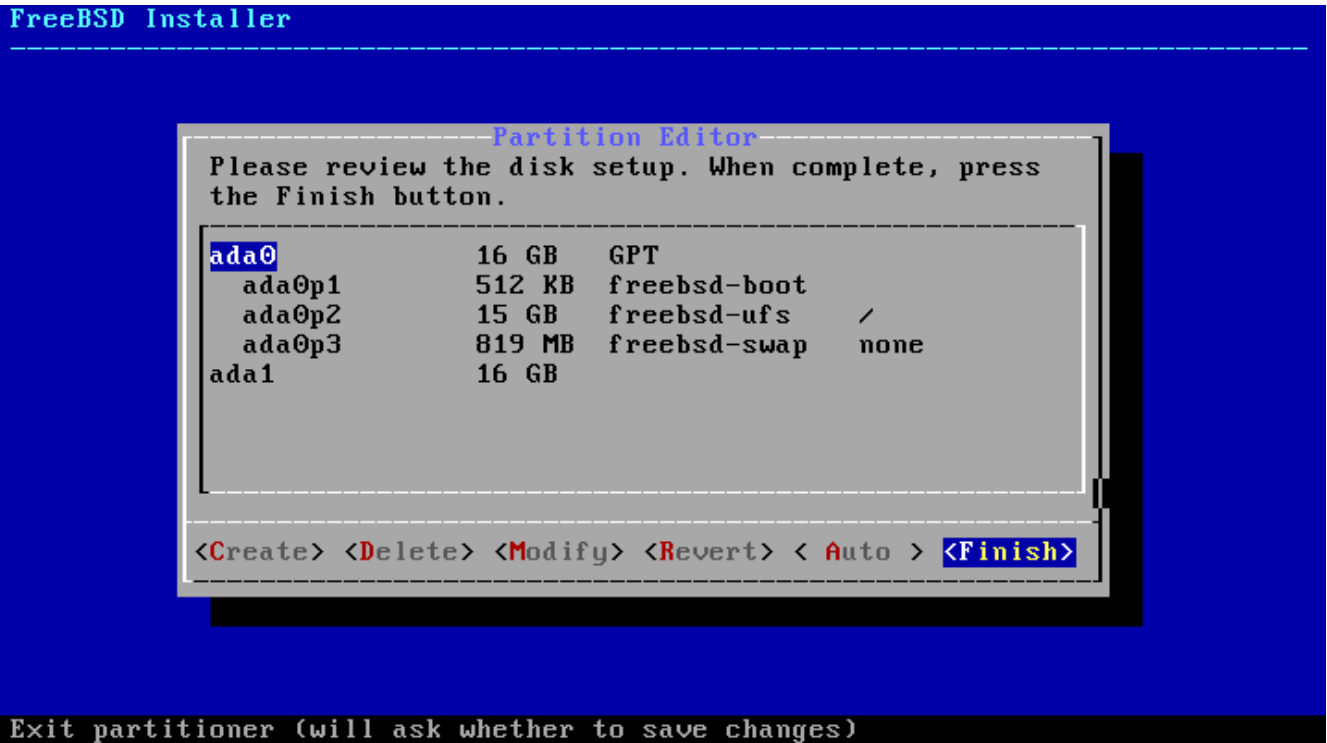 FreeBSD Installer
Partition Editor
Please review the disk setup. When complete, press
the Finish button.
ada0 16 GB GPT
ada0p1 512 KB freebsd-boot
ada0p2 15 GB freebsd-ufs /
ada0p3 819 MB freebsd-swap none
ada1 16 GB
<Create> <Delete> <Modify> <Revert> < Auto > <Finish>
Exit partitioner (will ask whether to save changes)